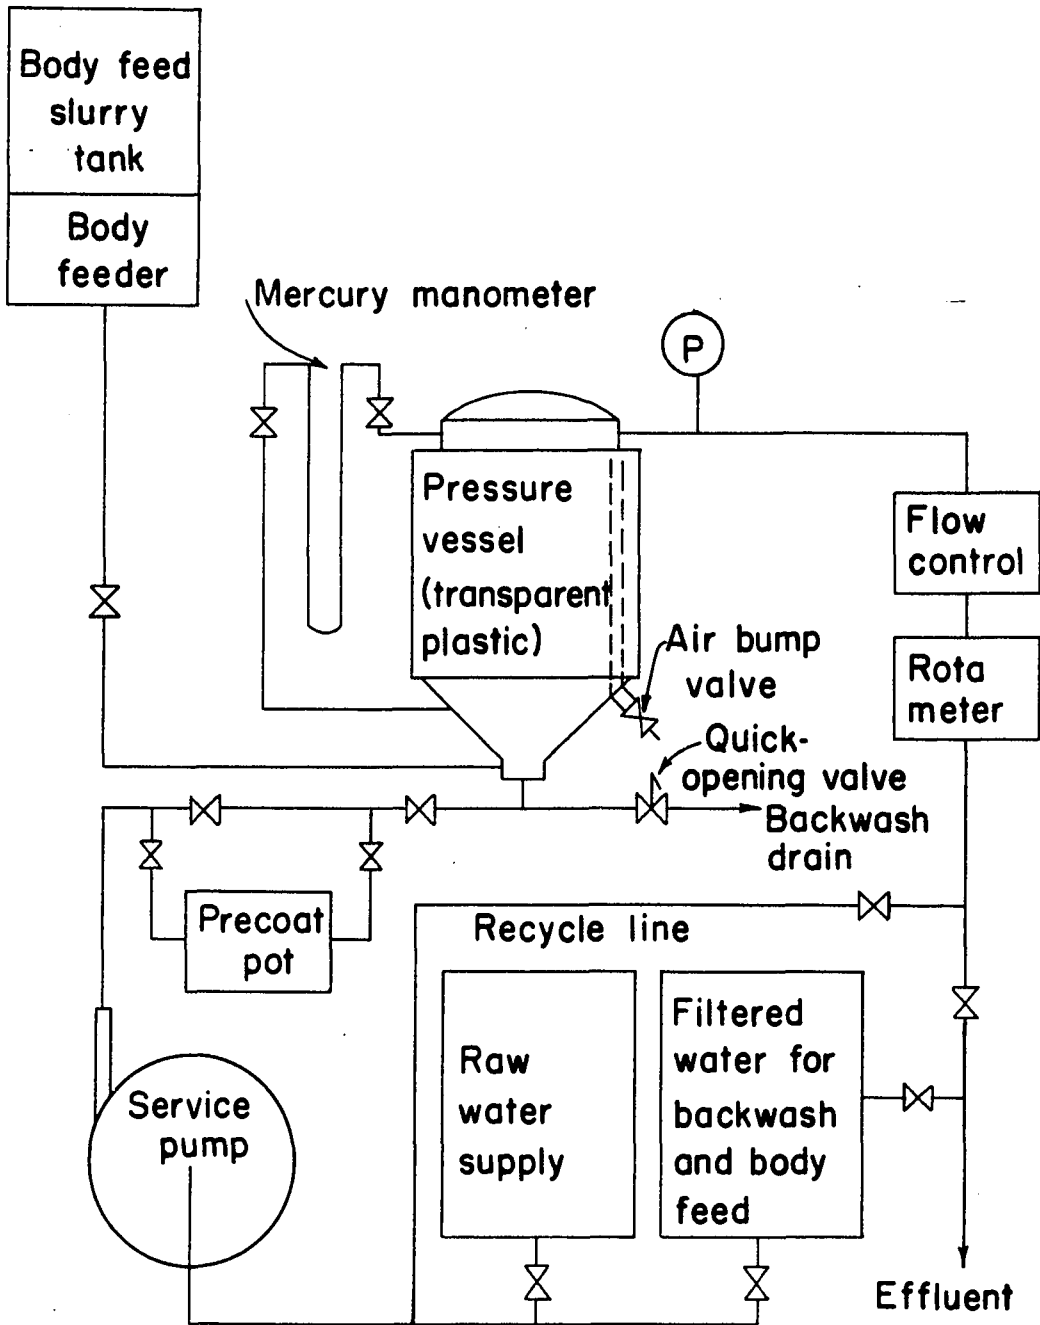 Body feed
slurry
tank
Body
feeder
Mercury manometer
P
Pressure
vessel
(transparent
plastic)
Flow
control
Rota
meter
Air bump
valve
Quick-
opening valve
Backwash
drain
Precoat
pot
Recycle line
Service
pump
Raw
water
supply
Filtered
water for
backwash
and body
feed
Effluent